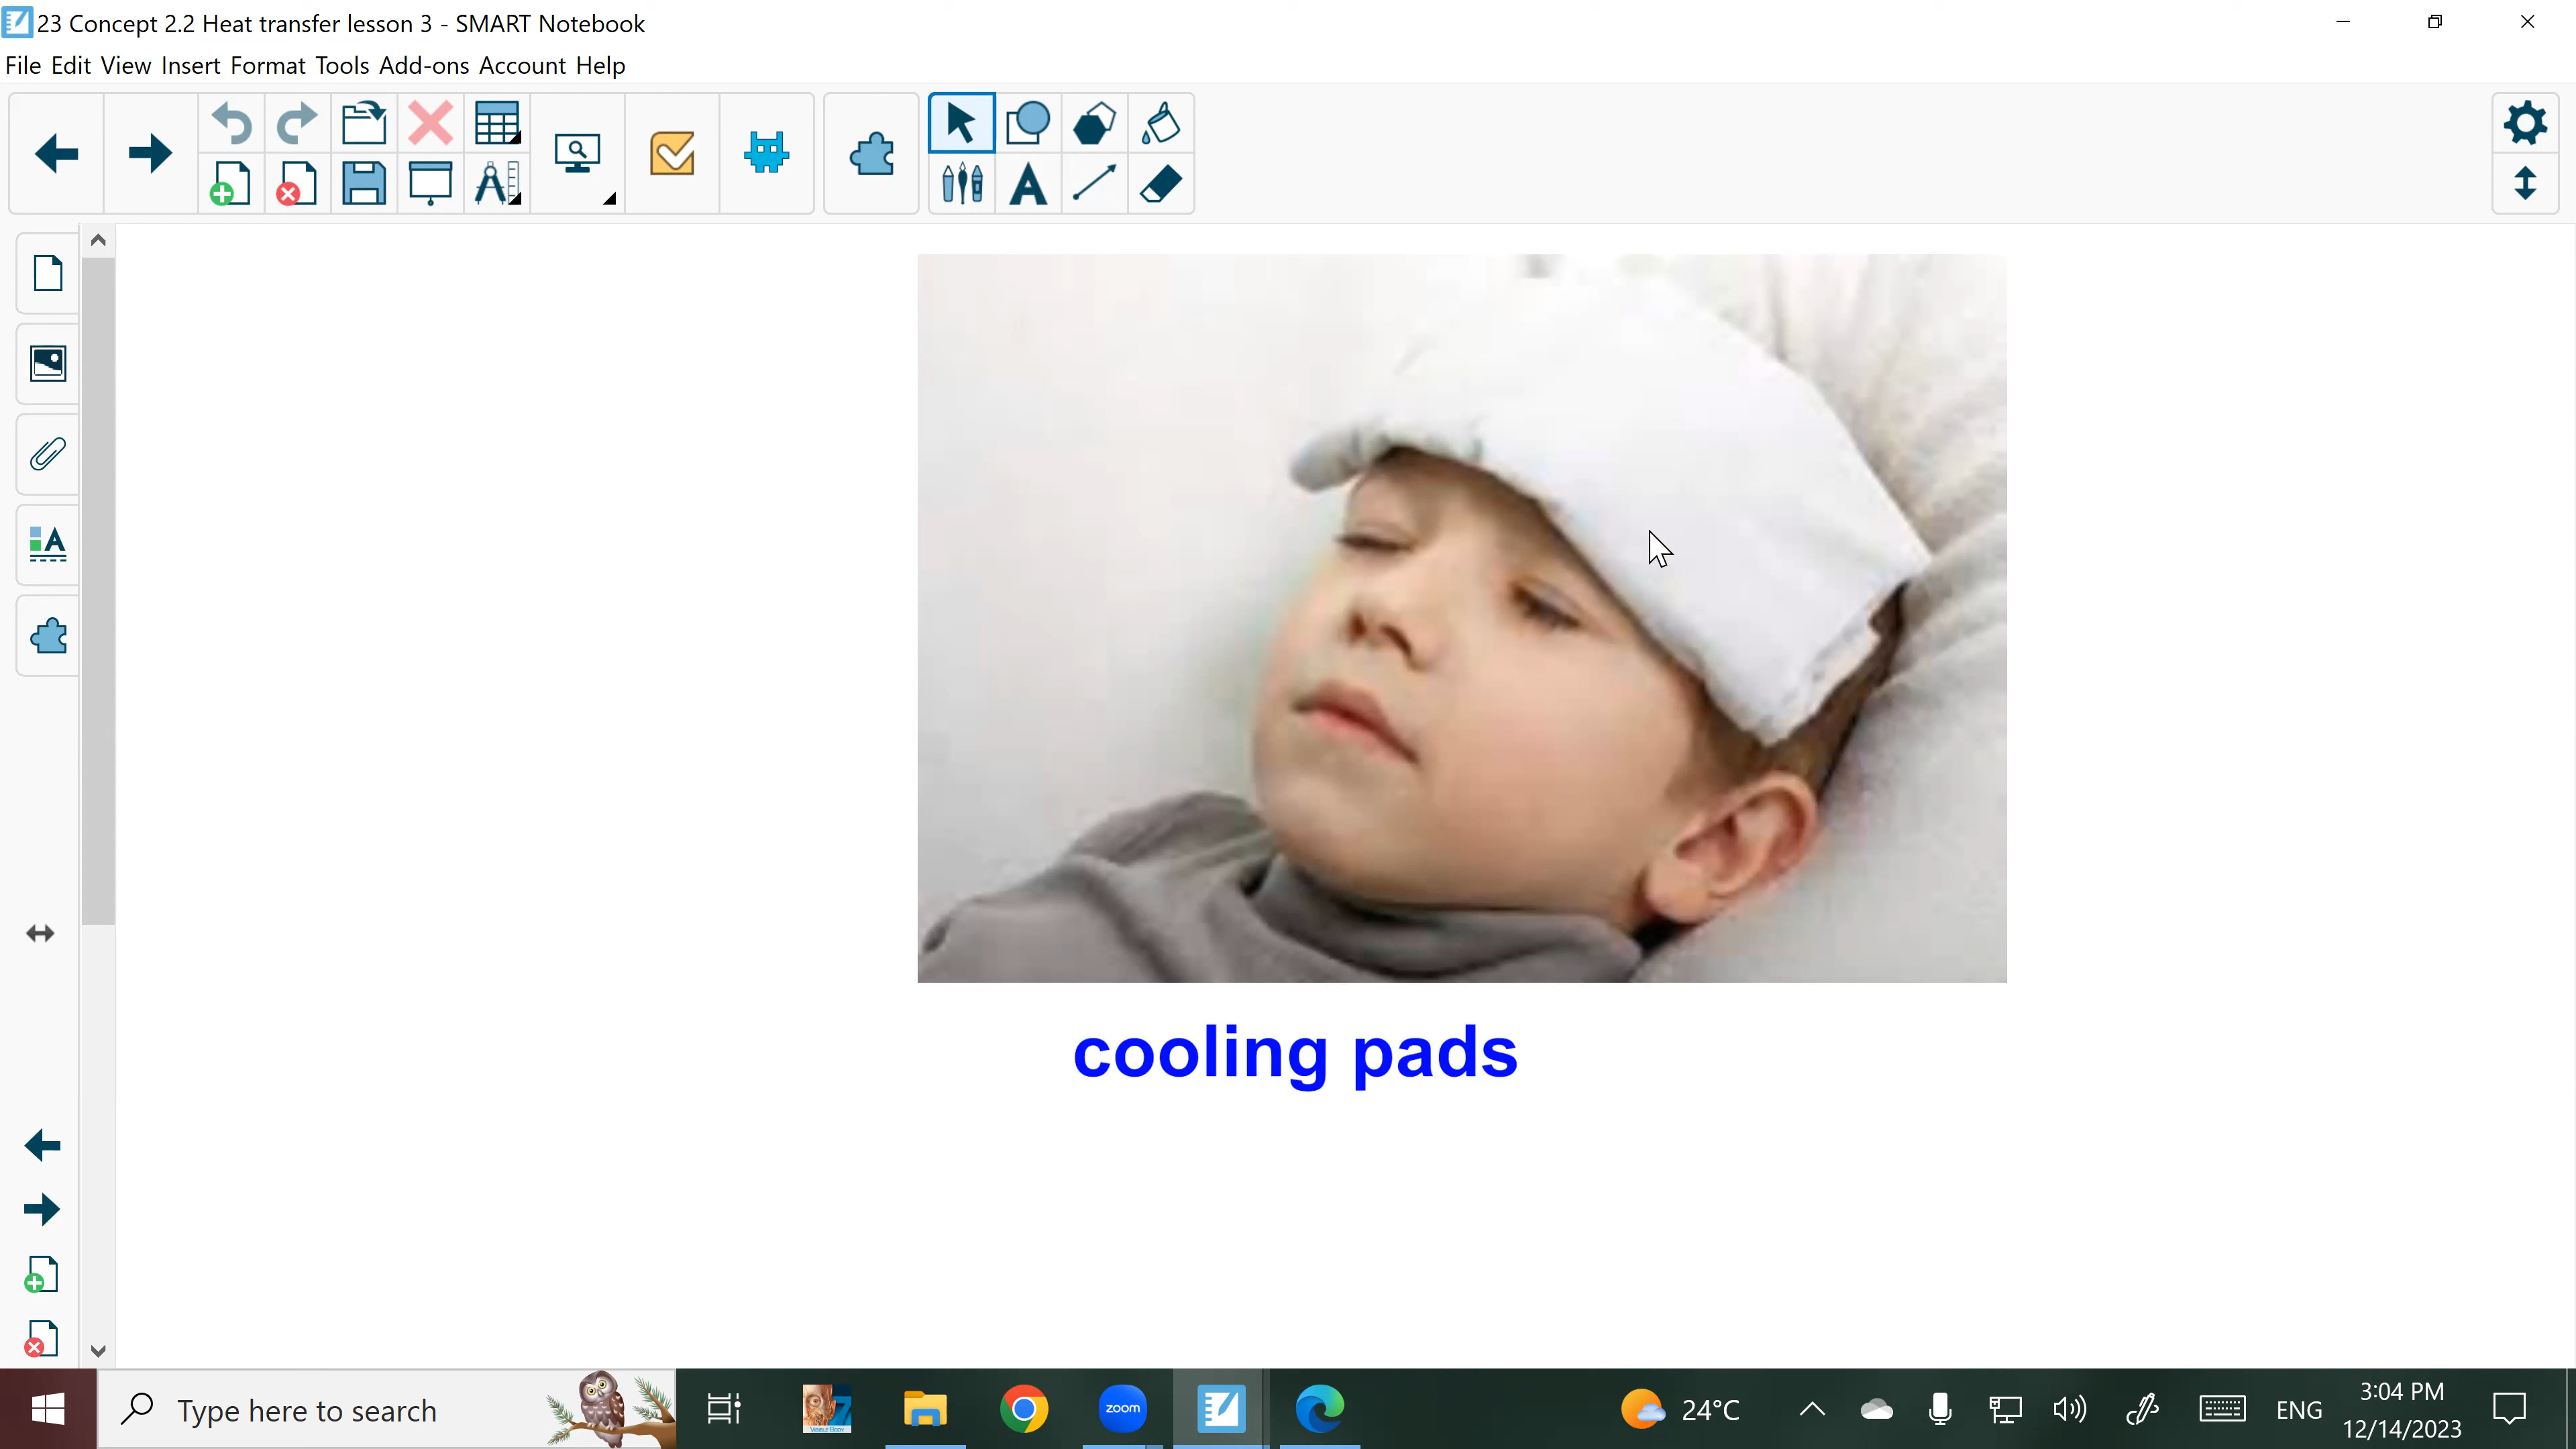 23 Concept 2.2 Heat transfer lesson 3 - SMART Notebook
File Edit View Insert Format Tools Add-ons Account Help
cooling pads
Type here to search
zoom
24°C
ENG
3:04 PM
12/14/2023